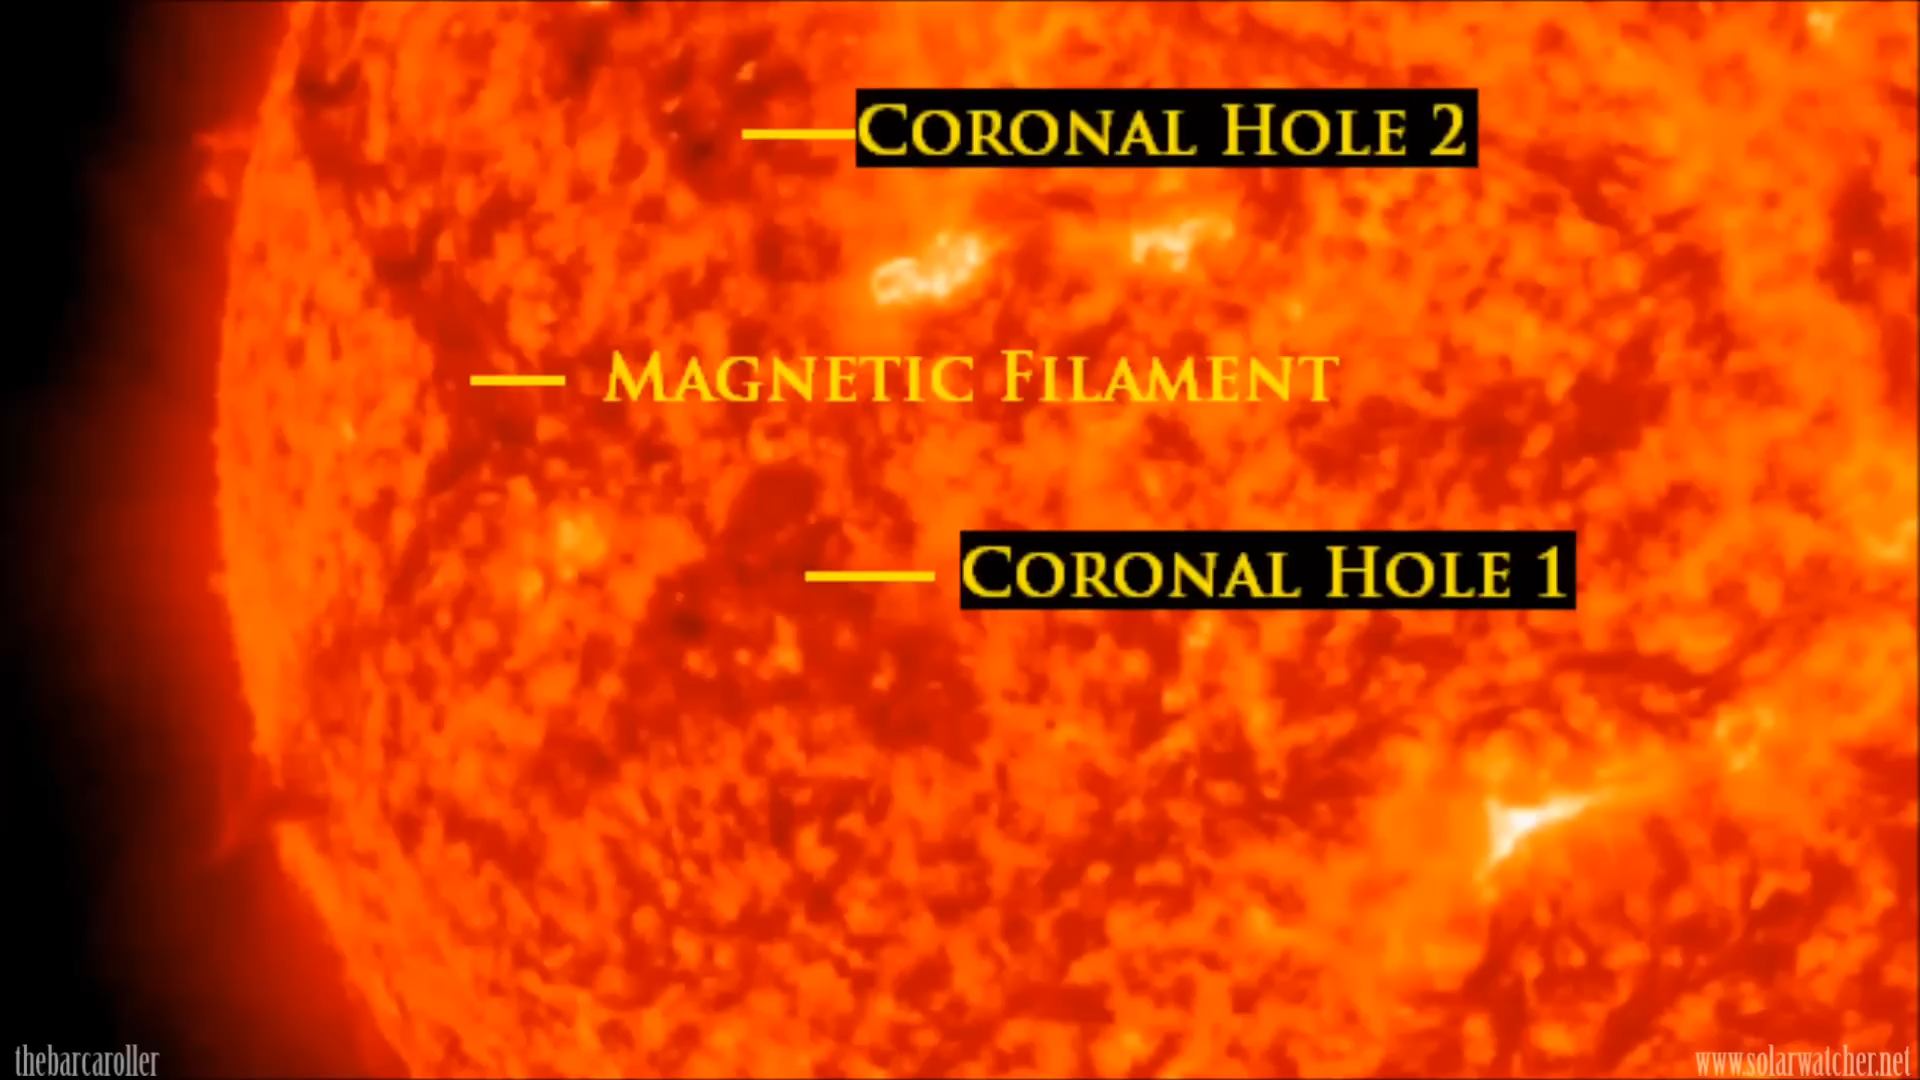 CORONAL HOLE 2
MAGNETIC FILAMENT
CORONAL HOLE 1
thebarcaroller
www.solarwatcher.net